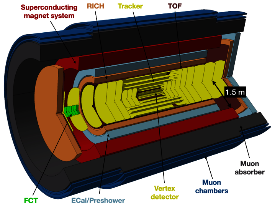 Superconducting
magnet system
RICH
Tracker
TOF
1.5 m
Muon
absorber
Muon
chambers
Vertex
detector
ECal/Preshower
FCT